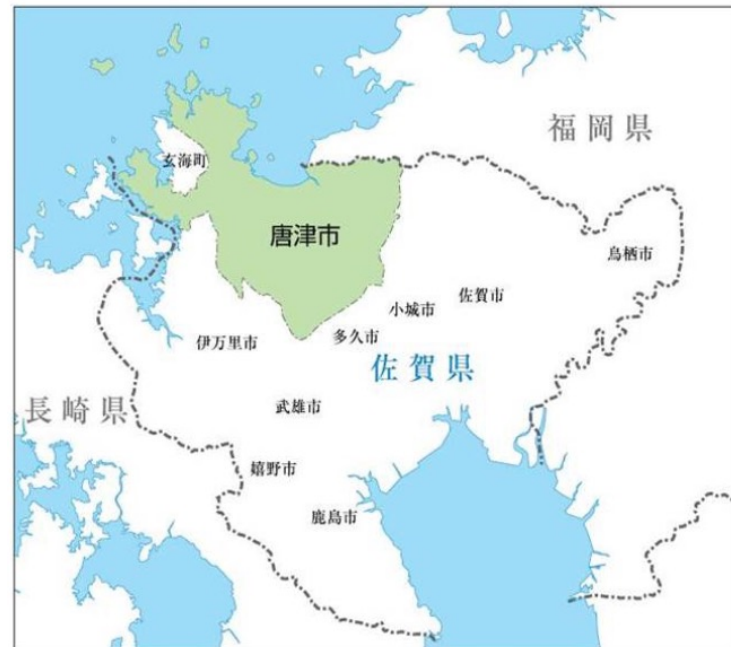 福岡県
玄海町
唐津市
鳥栖市
佐賀市
小城市
多久市
伊万里市
佐賀県
武雄市
長崎県
嬉野市
鹿島市